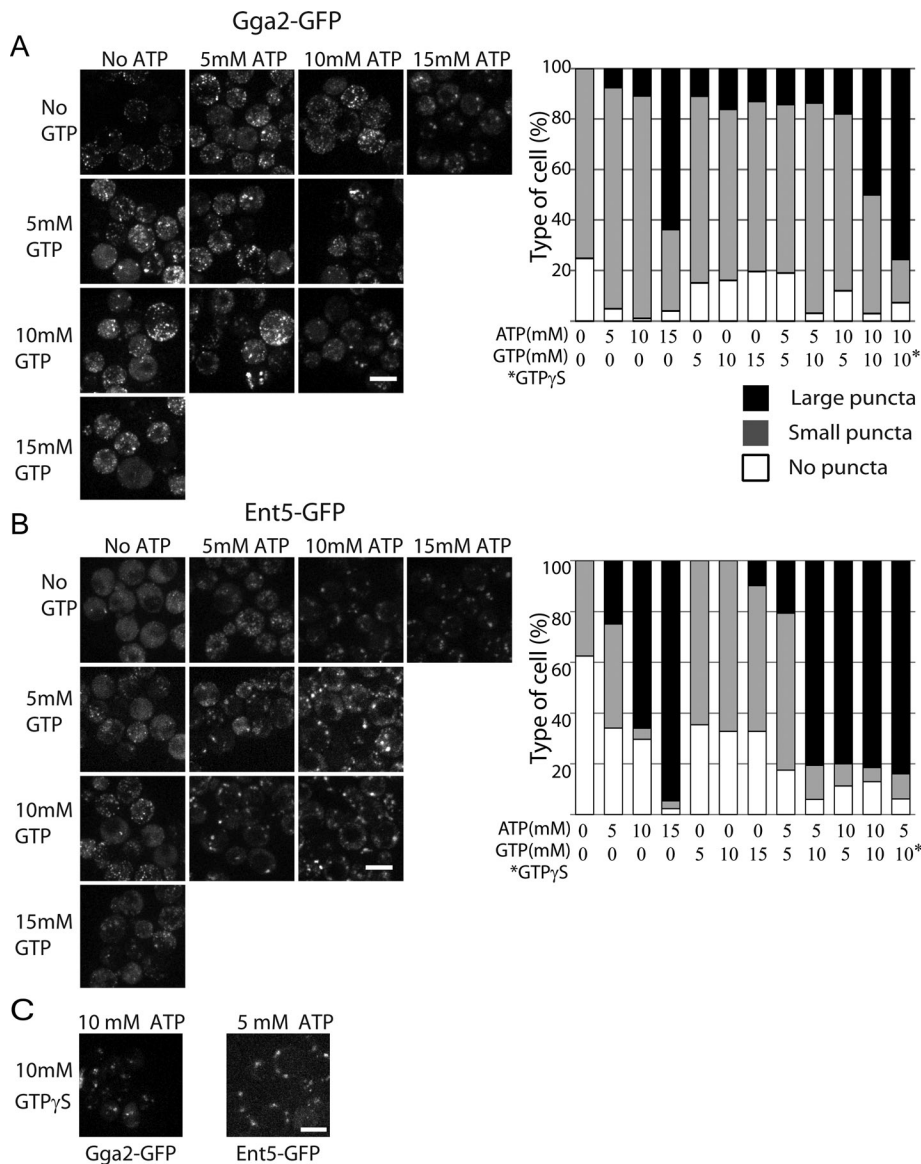 Gga2-GFP
A
No ATP 5mM ATP 10mM ATP 15mM ATP
No
GTP
5mM
GTP
10mM
GTP
15mM
GTP
100
80
60
40
20
Type of cell (%)
ATP(mM) 0 5 10 15 0 0 0 5 5 10 10 10
GTP(mM) 0 0 0 0 5 10 15 5 10 5 10 10*
*GTPγS
Large puncta
Small puncta
No puncta
Ent5-GFP
B
No ATP 5mM ATP 10mM ATP 15mM ATP
No
GTP
5mM
GTP
10mM
GTP
15mM
GTP
100
80
60
40
20
Type of cell (%)
ATP(mM) 0 5 10 15 0 0 0 5 5 10 10 5
GTP(mM) 0 0 0 0 5 10 15 5 10 5 10 10*
*GTPγS
C
10 mM ATP 5 mM ATP
10mM
GTPγS
Gga2-GFP Ent5-GFP